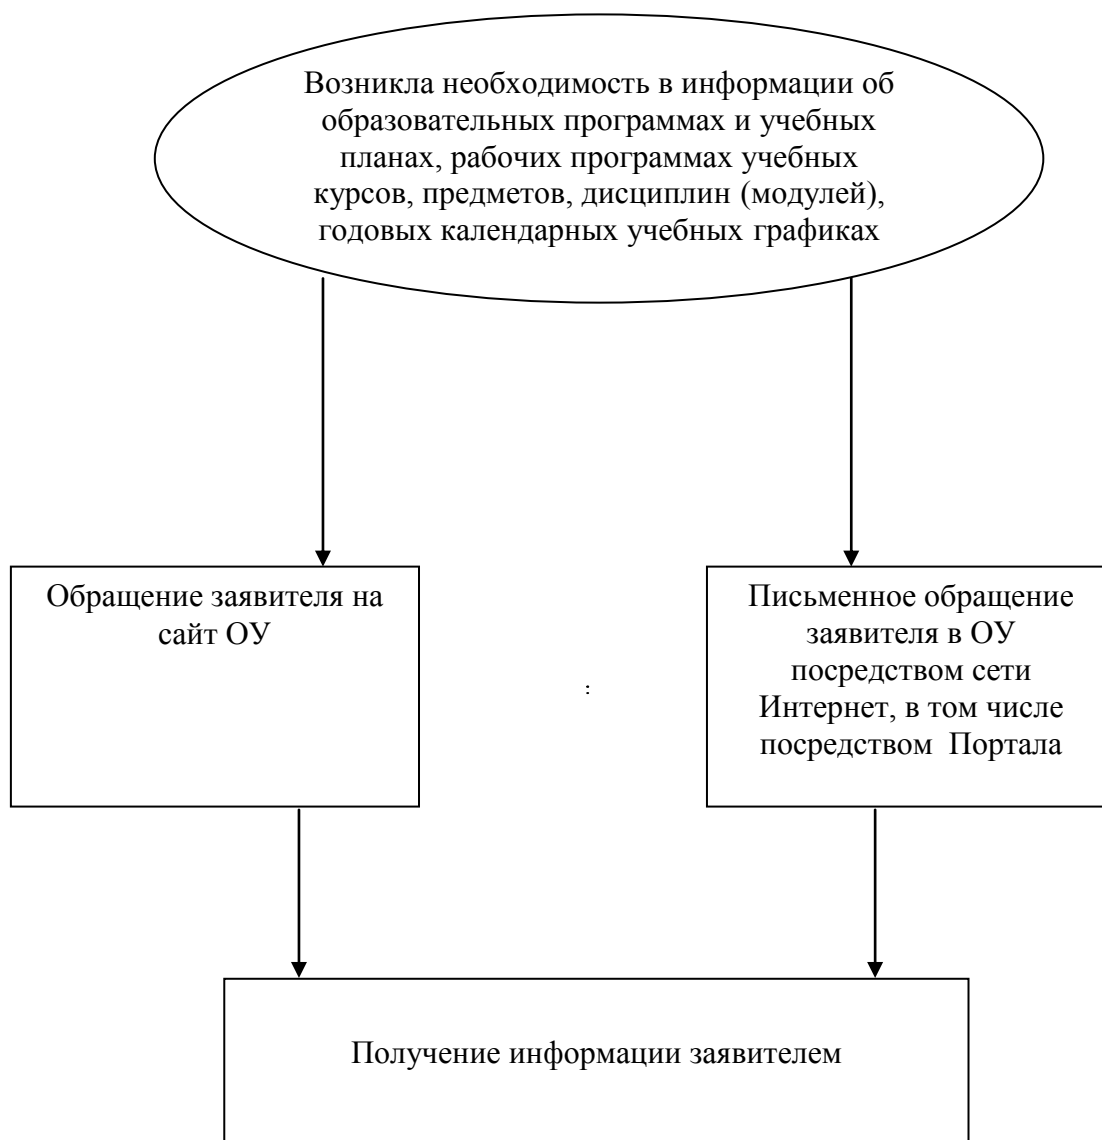 Возникла необходимость в информации об
образовательных программах и учебных
планах, рабочих программах учебных
курсов, предметов, дисциплин (модулей),
годовых календарных учебных графиках
Обращение заявителя на
сайт ОУ
Письменное обращение
заявителя в ОУ
посредством сети
Интернет, в том числе
посредством  Портала
:
Получение информации заявителем